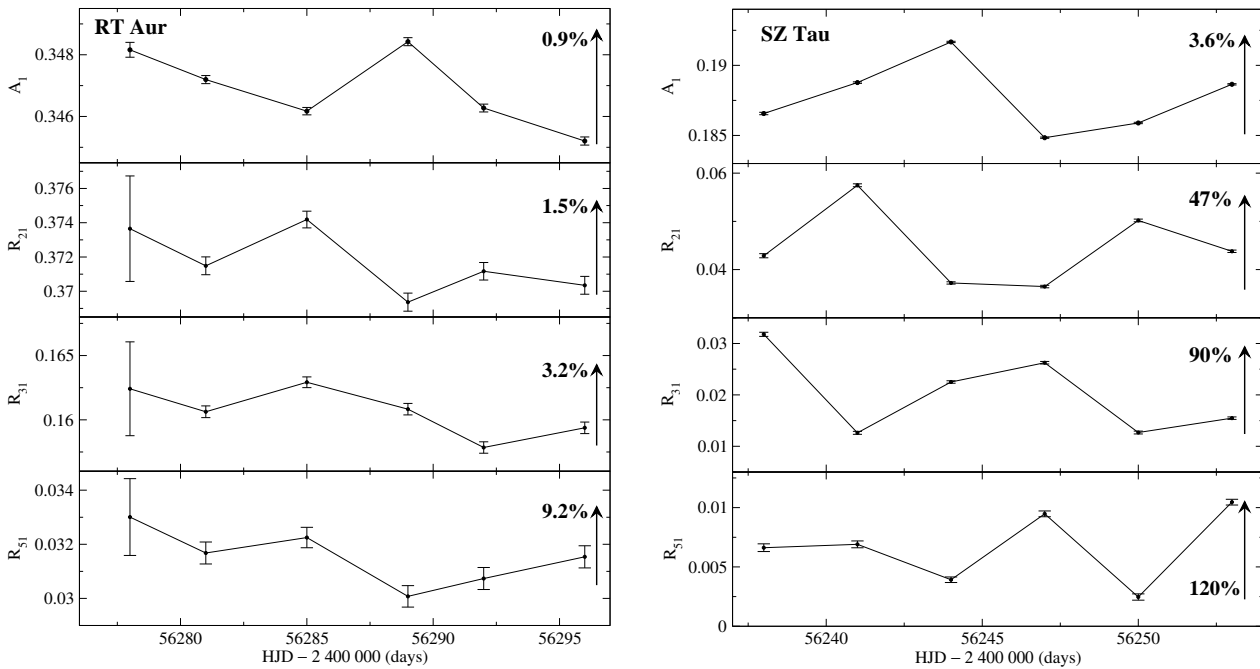 RT Aur
0.9%
0.348
0.346
A1
1.5%
0.376
0.374
0.372
0.37
R21
3.2%
0.165
0.16
R31
9.2%
0.034
0.032
0.03
R51
56280 56285 56290 56295
HJD – 2 400 000 (days)
SZ Tau
3.6%
0.19
0.185
A1
47%
0.06
0.04
R21
90%
0.03
0.02
0.01
R31
0.01
0.005
0
R51
120%
56240 56245 56250
HJD – 2 400 000 (days)